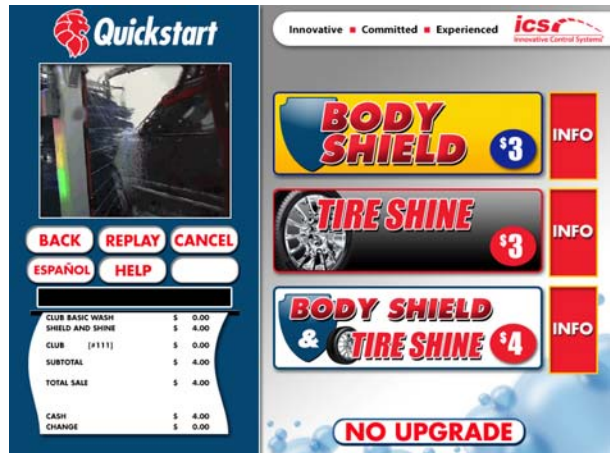 Quickstart
BACK REPLAY CANCEL
ESPAÑOL HELP
CLUB BASIC WASH $ 0.00
SHIELD AND SHINE $ 4.00
CLUB [#111] $ 0.00
SUBTOTAL $ 4.00
TOTAL SALE $ 4.00
CASH $ 4.00
CHANGE $ 0.00
Innovative ■ Committed ■ Experienced
ics
Innovative Control Systems
BODY
SHIELD $3
INFO
TIRE SHINE
$3
INFO
BODY SHIELD
& TIRE SHINE $4
INFO
NO UPGRADE